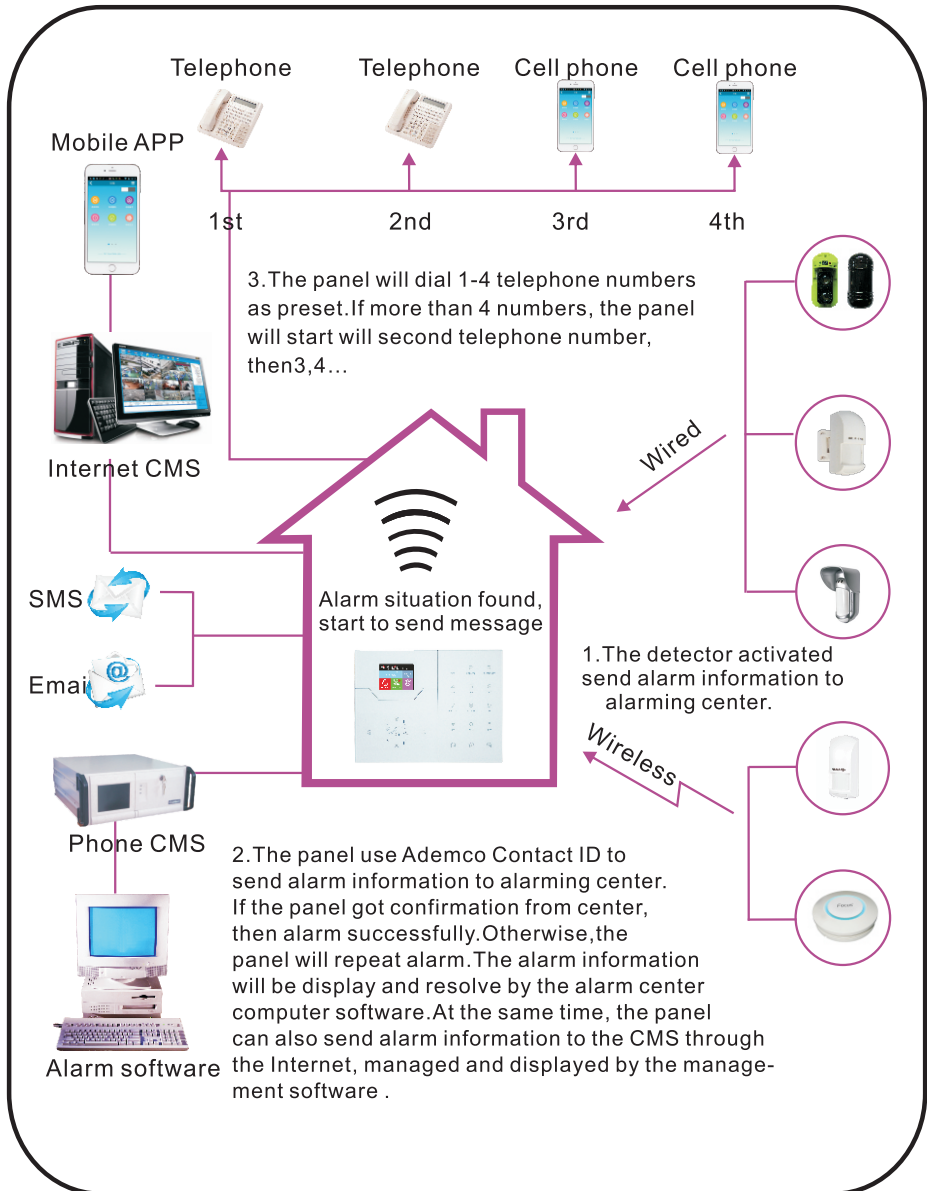 Telephone
Telephone
Cell phone
Cell phone
Mobile APP
1st
2nd
3rd
4th
3.The panel will dial 1-4 telephone numbers
as preset.If more than 4 numbers, the panel
will start will second telephone number,
then3,4...
Internet CMS
Wired
SMS
Alarm situation found,
start to send message
Emai
1.The detector activated
send alarm information to
alarming center.
Wireless
Phone CMS
2.The panel use Ademco Contact ID to
send alarm information to alarming center.
If the panel got confirmation from center,
then alarm successfully.Otherwise,the
panel will repeat alarm.The alarm information
will be display and resolve by the alarm center
computer software.At the same time, the panel
can also send alarm information to the CMS through
the Internet, managed and displayed by the manage-
ment software .
Alarm software